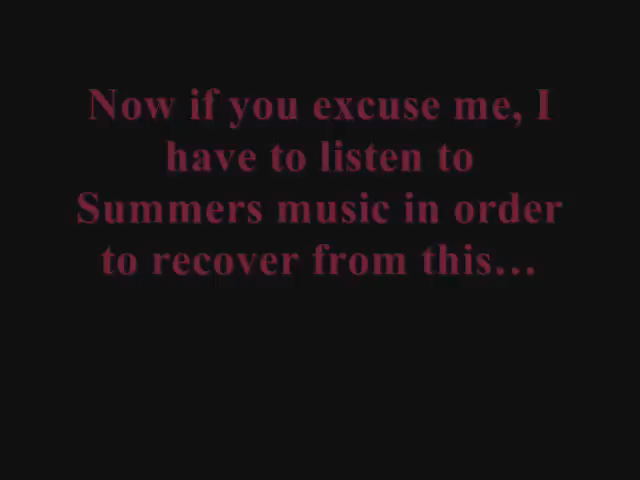 Now if you excuse me, I
have to listen to
Summers music in order
to recover from this...